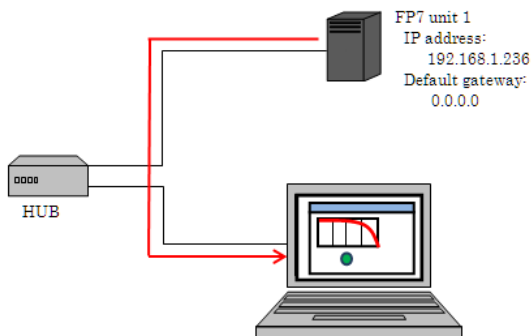 FP7 unit 1
IP address:
192.168.1.236
Default gateway:
0.0.0.0
HUB